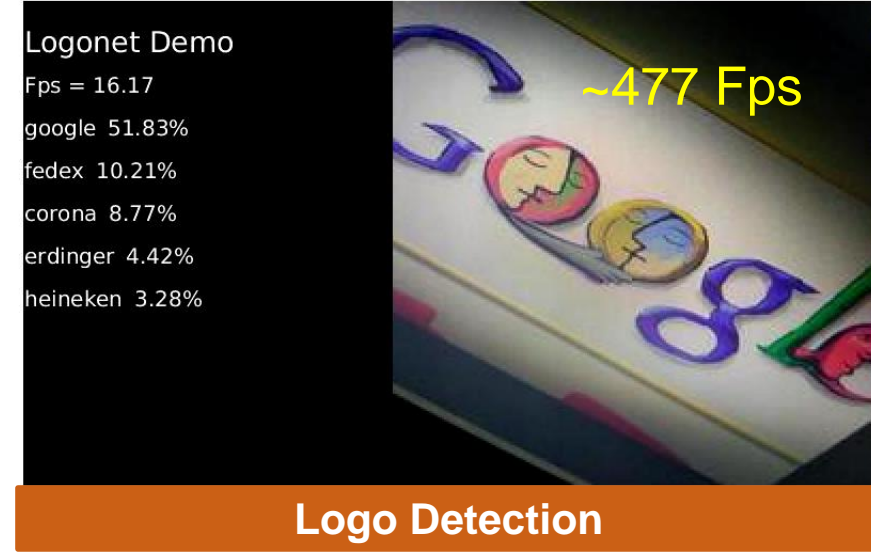 Logonet Demo
Fps = 16.17
google 51.83%
fedex 10.21%
corona 8.77%
erdinger 4.42%
heineken 3.28%
~477 Fps
G
Googl
Logo Detection